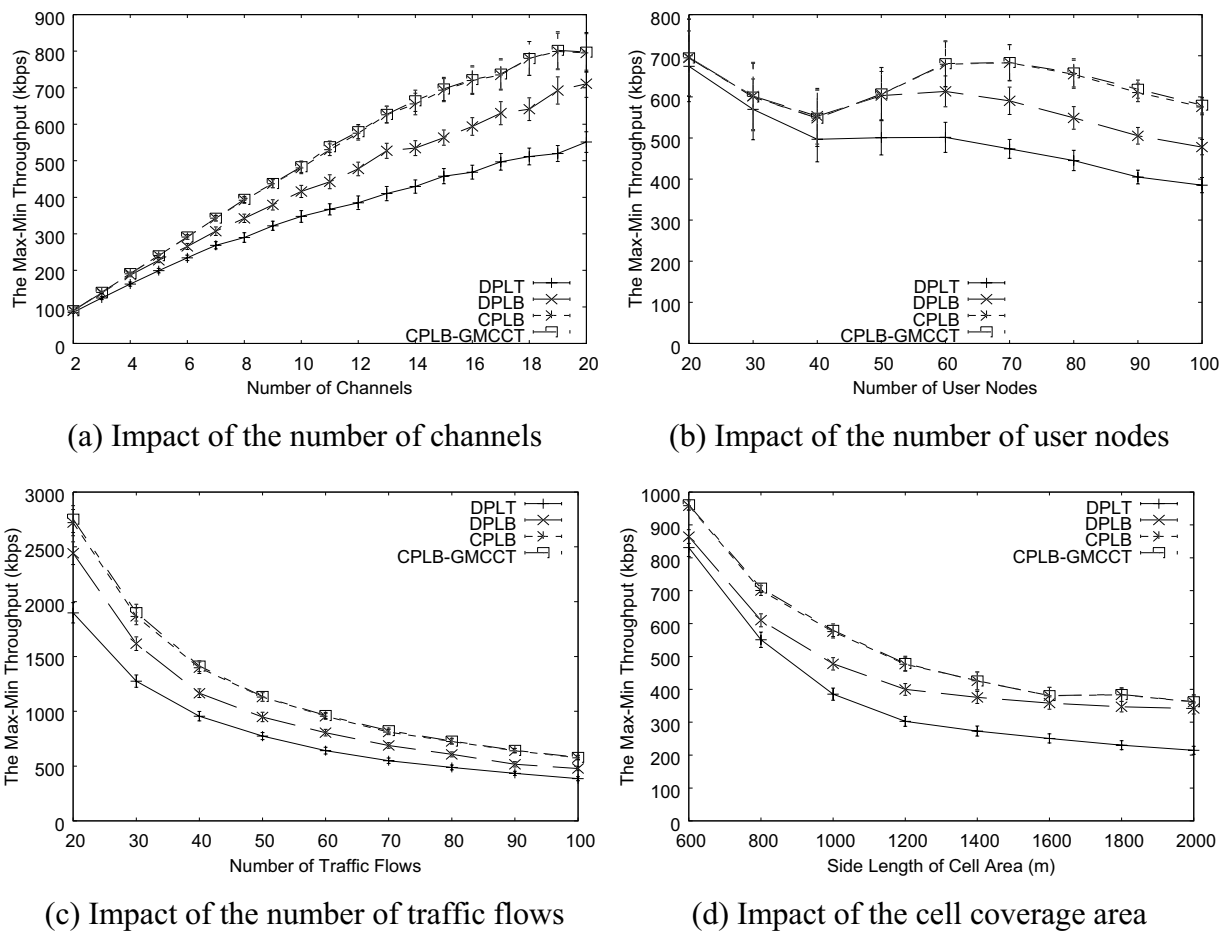 900
800
700
600
500
400
300
200
100
0
The Max-Min Throughput (kbps)
2 4 6 8 10 12 14 16 18 20
Number of Channels
DPLT
DPLB
CPLB
CPLB-GMCCT
(a) Impact of the number of channels
800
700
600
500
400
300
200
100
0
The Max-Min Throughput (kbps)
20 30 40 50 60 70 80 90 100
Number of User Nodes
DPLT
DPLB
CPLB
CPLB-GMCCT
(b) Impact of the number of user nodes
3000
2500
2000
1500
1000
500
0
The Max-Min Throughput (kbps)
20 30 40 50 60 70 80 90 100
Number of Traffic Flows
DPLT
DPLB
CPLB
CPLB-GMCCT
(c) Impact of the number of traffic flows
1000
900
800
700
600
500
400
300
200
100
0
The Max-Min Throughput (kbps)
600 800 1000 1200 1400 1600 1800 2000
Side Length of Cell Area (m)
DPLT
DPLB
CPLB
CPLB-GMCCT
(d) Impact of the cell coverage area